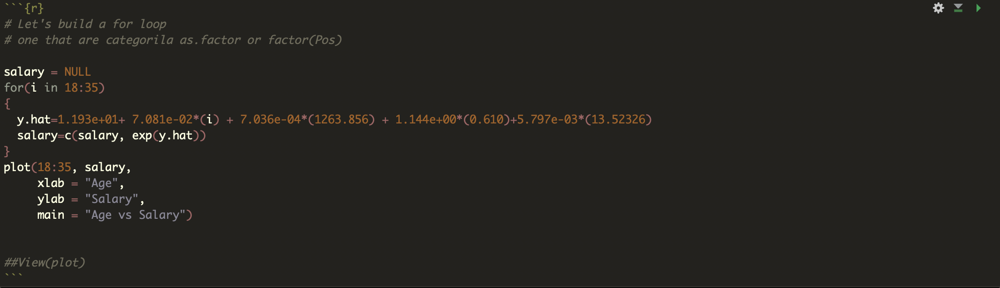 ```{r}
# Let's build a for loop
# one that are categorila as.factor or factor(Pos)
salary = NULL
for(i in 18:35)
{
  y.hat=1.193e+01+ 7.081e-02*(i) + 7.036e-04*(1263.856) + 1.144e+00*(0.610)+5.797e-03*(13.52326)
  salary=c(salary, exp(y.hat))
}
plot(18:35, salary,
     xlab = "Age",
     ylab = "Salary",
     main = "Age vs Salary")
##View(plot)
```